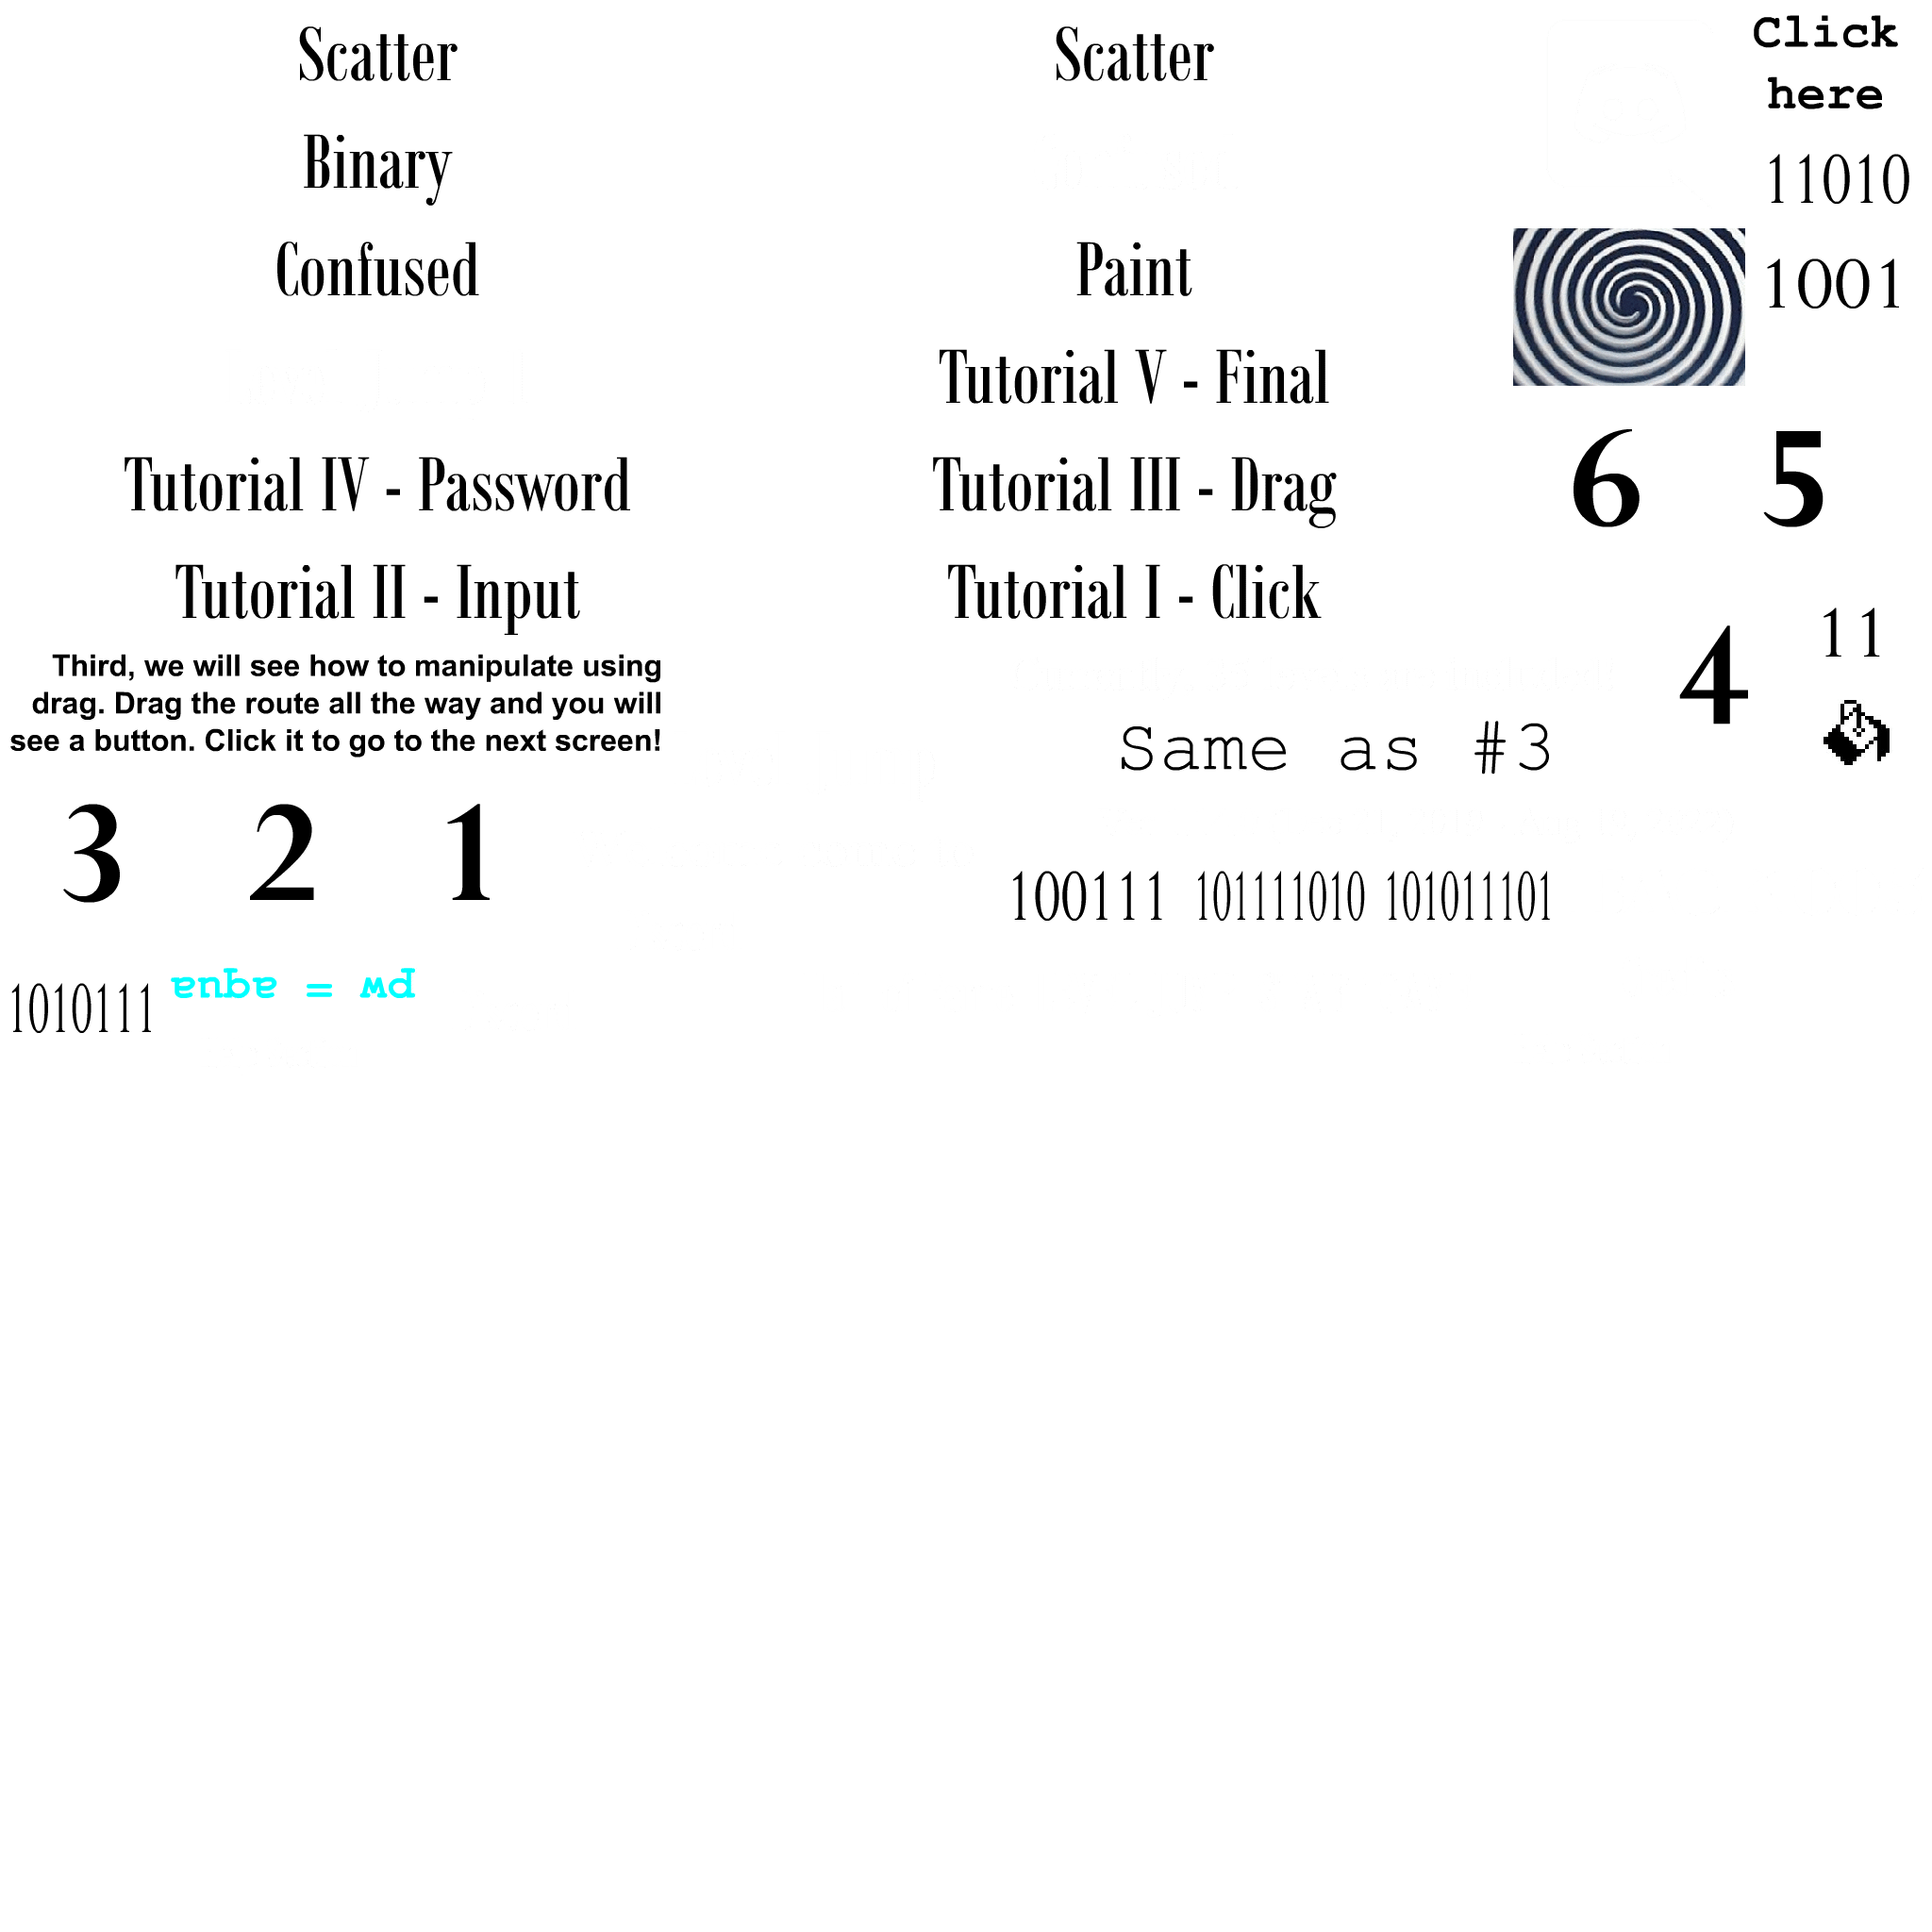 Scatter
Scatter
Click
here
Binary
11010
Confused
Paint
1001
Tutorial V - Final
Tutorial IV - Password
Tutorial III - Drag
6
5
Tutorial II - Input
Tutorial I - Click
11
4
Third, we will see how to manipulate using
drag. Drag the route all the way and you will
see a button. Click it to go to the next screen!
Same as #3
3
2
1
100111
101111010
101011101
1010111
pw = aqua